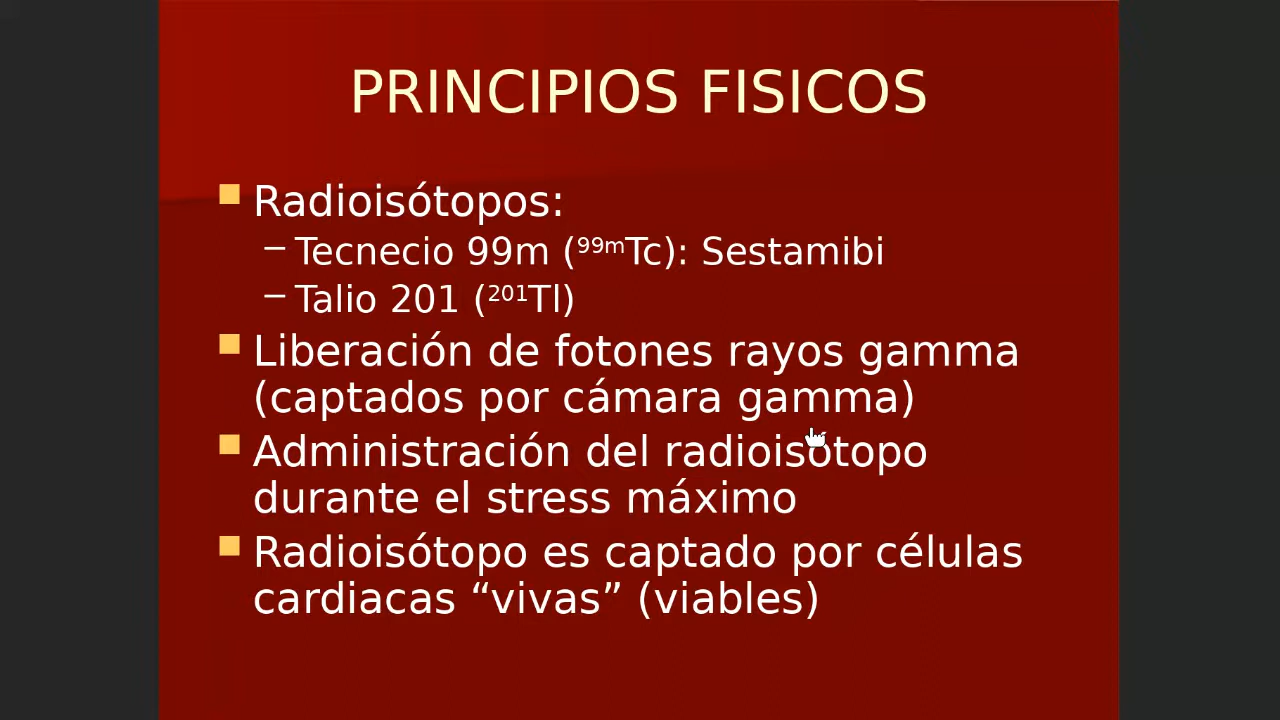 PRINCIPIOS FISICOS
Radioisótopos:
– Tecnecio 99m (⁹⁹ᵐTc): Sestamibi
– Talio 201 (²⁰¹Tl)
Liberación de fotones rayos gamma
(captados por cámara gamma)
Administración del radioisótopo
durante el stress máximo
Radioisótopo es captado por células
cardiacas “vivas” (viables)